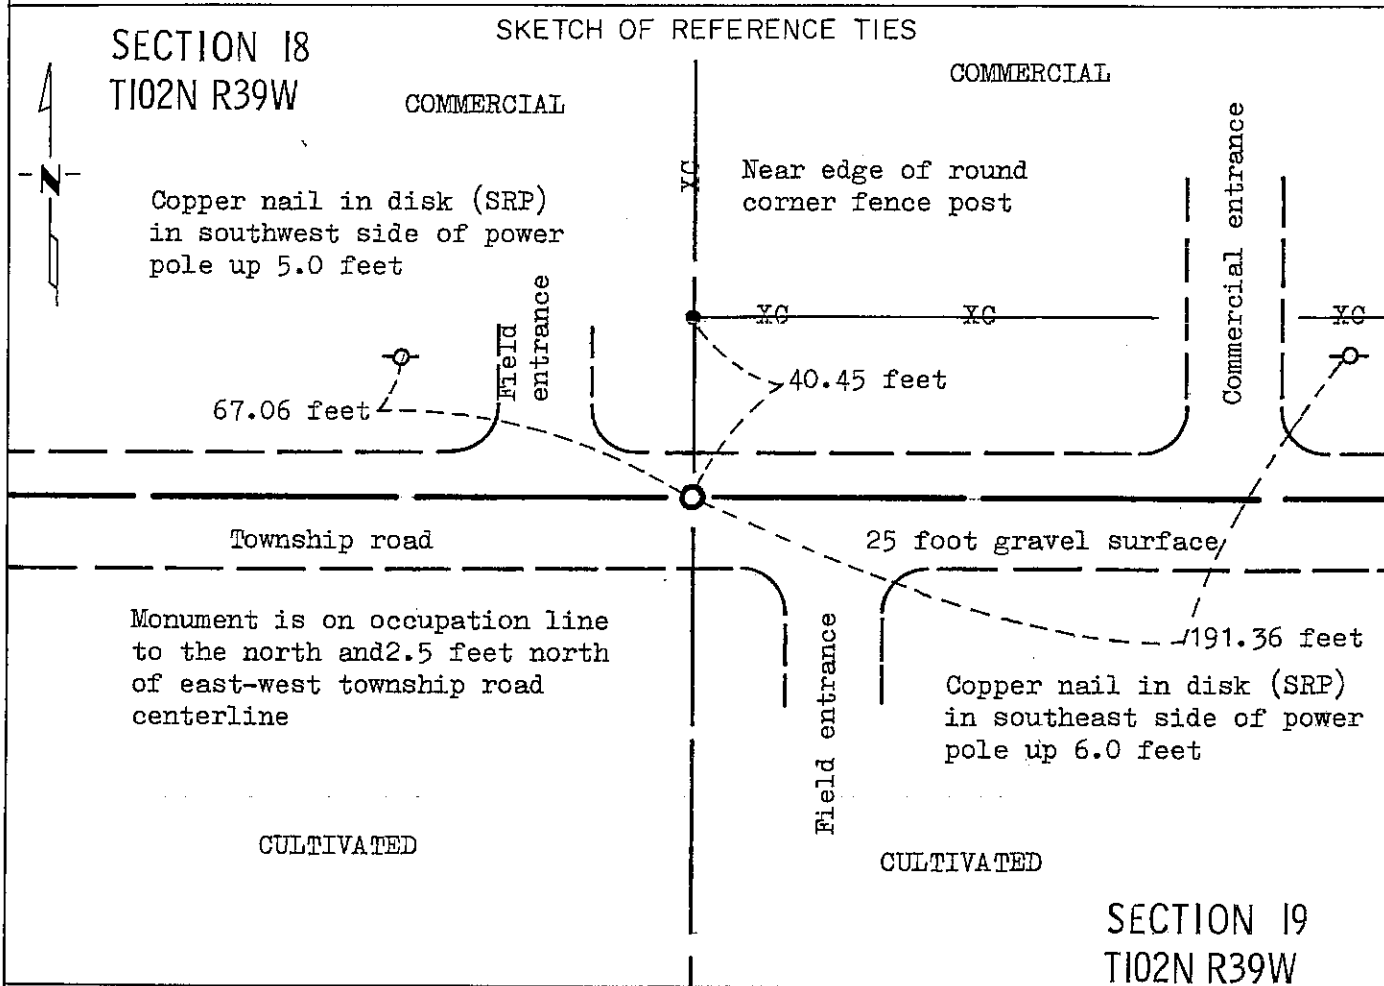 SKETCH OF REFERENCE TIES
SECTION 18
T102N R39W
COMMERCIAL
COMMERCIAL
N
Copper nail in disk (SRP)
in southwest side of power
pole up 5.0 feet
XC
Near edge of round
corner fence post
Commercial entrance
Field
entrance
XC
XC
XC
67.06 feet
40.45 feet
Township road
25 foot gravel surface
Monument is on occupation line
to the north and2.5 feet north
of east-west township road
centerline
Field entrance
191.36 feet
Copper nail in disk (SRP)
in southeast side of power
pole up 6.0 feet
CULTIVATED
CULTIVATED
SECTION 19
T102N R39W